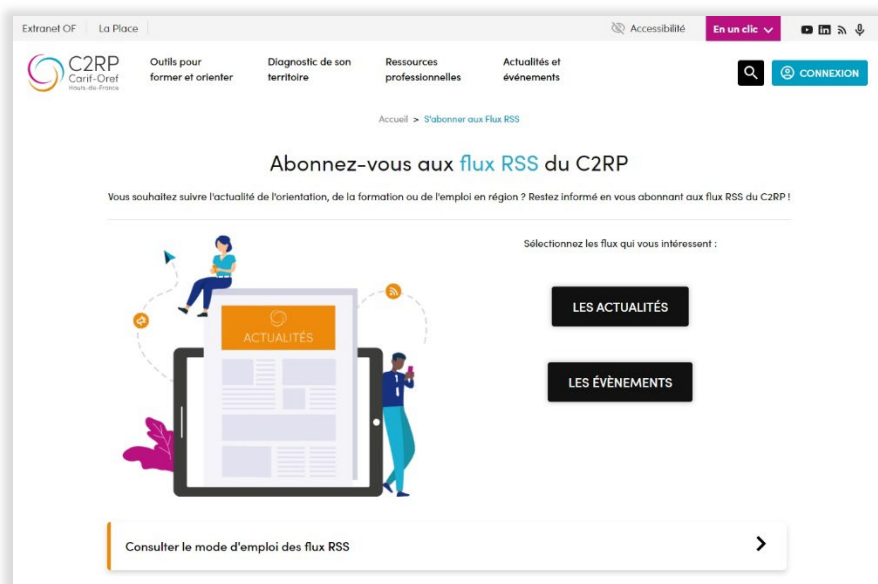 Extranet OF
La Place
Accessibilité
En un clic
C2RP
Carif-Oref
Hauts-de-France
Outils pour
former et orienter
Diagnostic de son
territoire
Ressources
professionnelles
Actualités et
événements
CONNEXION
Accueil > S'abonner aux Flux RSS
Abonnez-vous aux flux RSS du C2RP
Vous souhaitez suivre l'actualité de l'orientation, de la formation ou de l'emploi en région ? Restez informé en vous abonnant aux flux RSS du C2RP !
Sélectionnez les flux qui vous intéressent :
ACTUALITÉS
LES ACTUALITÉS
LES ÉVÈNEMENTS
Consulter le mode d'emploi des flux RSS